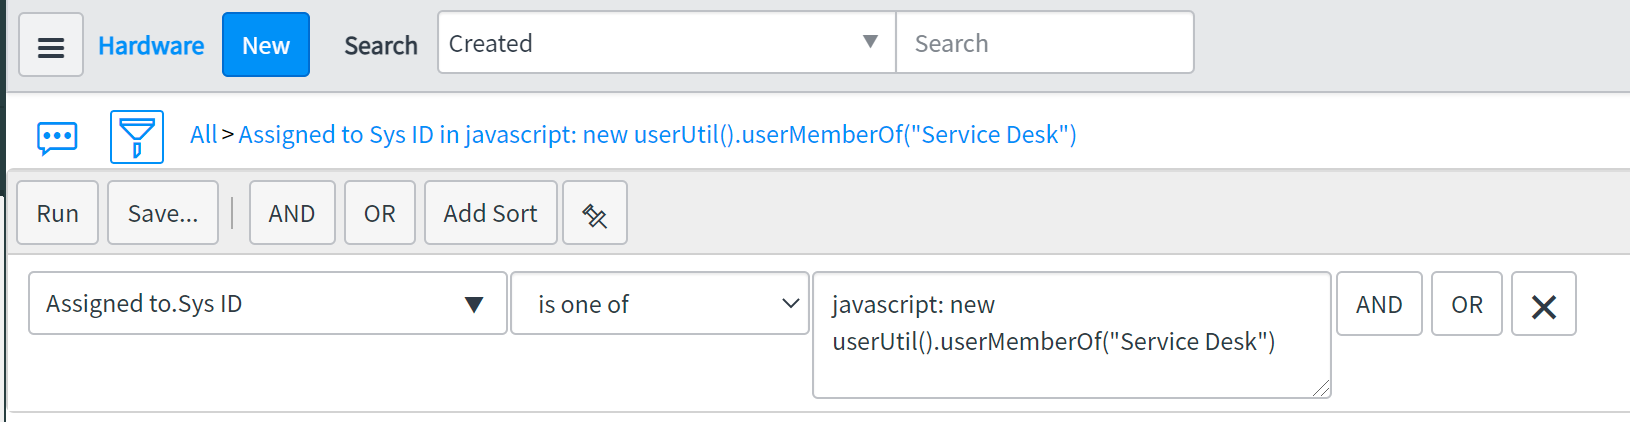 Hardware New Search Created Search
All > Assigned to Sys ID in javascript: new userUtil().userMemberOf("Service Desk")
Run Save... AND OR Add Sort
Assigned to.Sys ID is one of javascript: new AND OR
userUtil().userMemberOf("Service Desk")